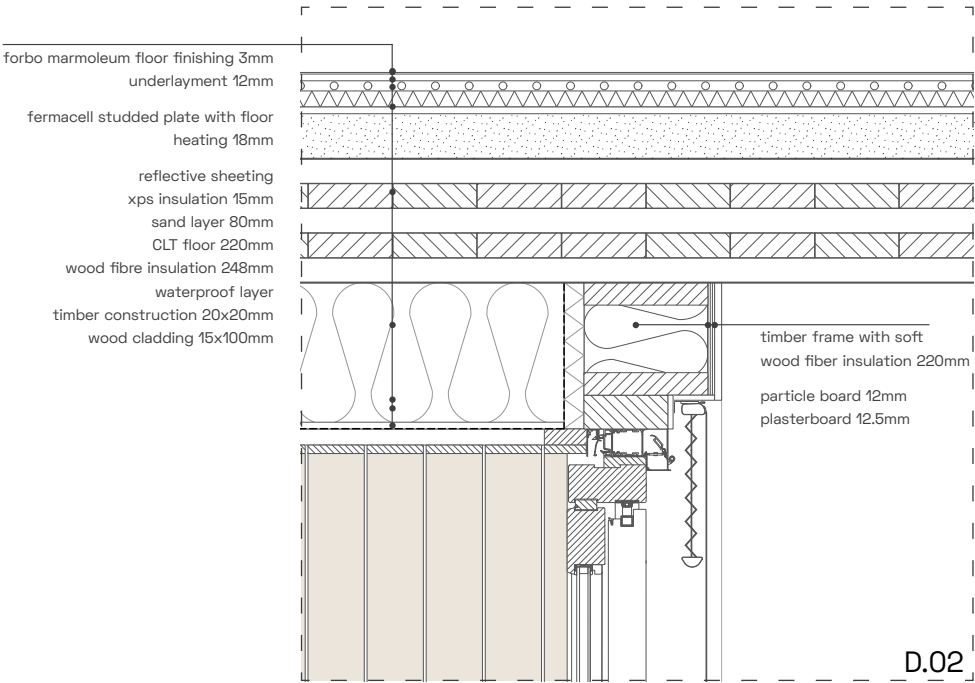 forbo marmoleum floor finishing 3mm
underlayment 12mm
fermacell studded plate with floor
heating 18mm
reflective sheeting
xps insulation 15mm
sand layer 80mm
CLT floor 220mm
wood fibre insulation 248mm
waterproof layer
timber construction 20x20mm
wood cladding 15x100mm
timber frame with soft
wood fiber insulation 220mm
particle board 12mm
plasterboard 12.5mm
D.02